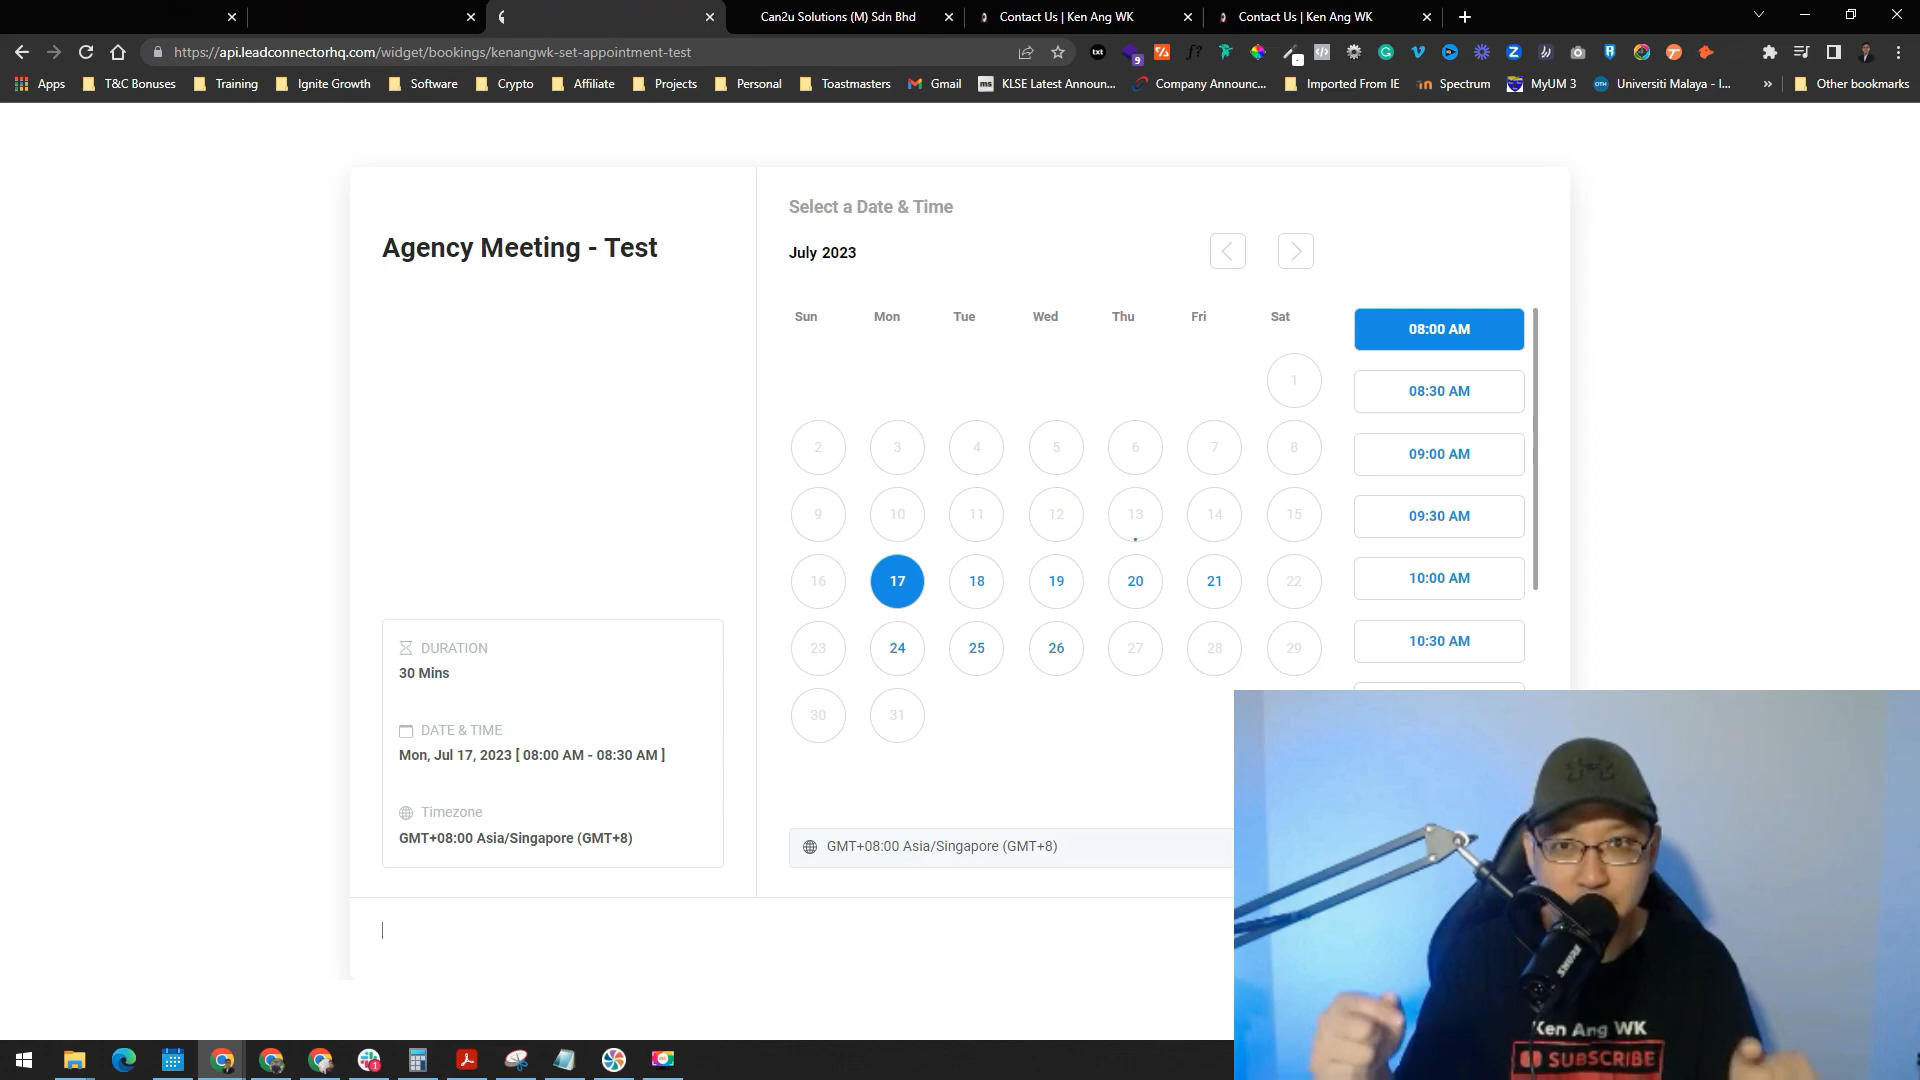 Can2u Solutions (M) Sdn Bhd
Contact Us | Ken Ang WK
Contact Us | Ken Ang WK
https://api.leadconnectorhq.com/widget/bookings/kenangwk-set-appointment-test
txt
9
f?
Apps
T&C Bonuses
Training
Ignite Growth
Software
Crypto
Affiliate
Projects
Personal
Toastmasters
Gmail
ms
KLSE Latest Announ...
Company Announc...
Imported From IE
Spectrum
MyUM 3
OTH
Universiti Malaya - I...
»
Other bookmarks
Agency Meeting - Test
Select a Date & Time
July 2023
Sun Mon Tue Wed Thu Fri Sat
1
2 3 4 5 6 7 8
9 10 11 12 13 14 15
16 17 18 19 20 21 22
23 24 25 26 27 28 29
30 31
08:00 AM
08:30 AM
09:00 AM
09:30 AM
10:00 AM
10:30 AM
DURATION
30 Mins
DATE & TIME
Mon, Jul 17, 2023 [ 08:00 AM - 08:30 AM ]
Timezone
GMT+08:00 Asia/Singapore (GMT+8)
GMT+08:00 Asia/Singapore (GMT+8)
Ken Ang WK
SUBSCRIBE